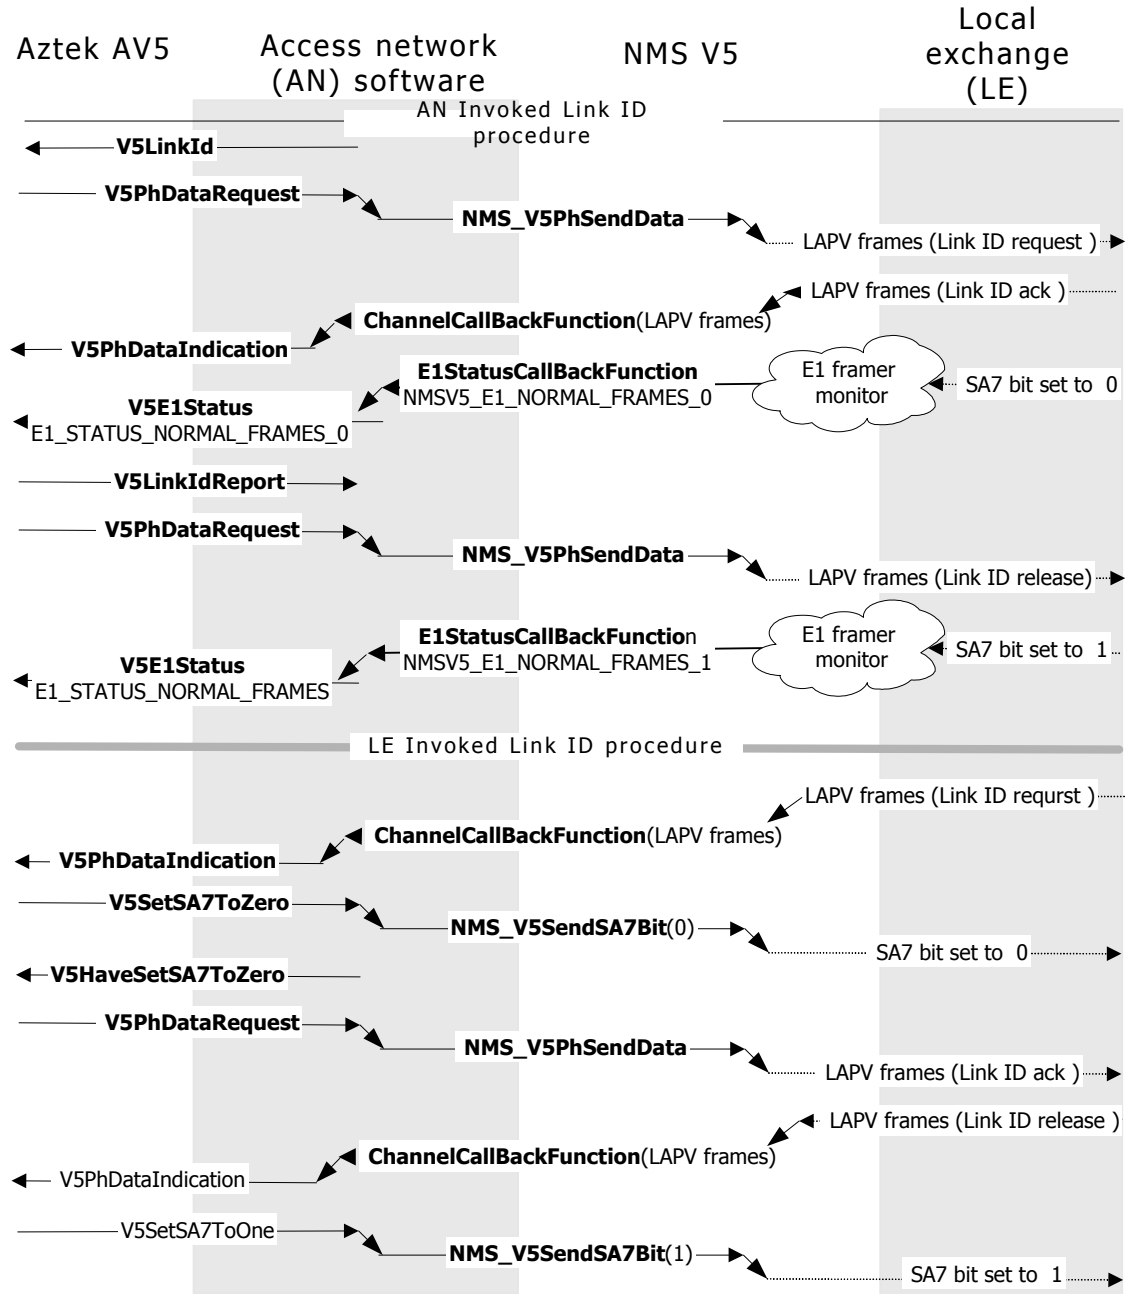 Aztek AV5
Access network
(AN) software
NMS V5
Local
exchange
(LE)
AN Invoked Link ID
procedure
V5LinkId
V5PhDataRequest
NMS_V5PhSendData
LAPV frames (Link ID request )
LAPV frames (Link ID ack )
ChannelCallBackFunction(LAPV frames)
V5PhDataIndication
E1StatusCallBackFunction
NMSV5_E1_NORMAL_FRAMES_0
E1 framer
monitor
SA7 bit set to 0
V5E1Status
E1_STATUS_NORMAL_FRAMES_0
V5LinkIdReport
V5PhDataRequest
NMS_V5PhSendData
LAPV frames (Link ID release)
E1StatusCallBackFunction
NMSV5_E1_NORMAL_FRAMES_1
E1 framer
monitor
SA7 bit set to 1
V5E1Status
E1_STATUS_NORMAL_FRAMES
LE Invoked Link ID procedure
LAPV frames (Link ID requrst )
ChannelCallBackFunction(LAPV frames)
V5PhDataIndication
V5SetSA7ToZero
NMS_V5SendSA7Bit(0)
SA7 bit set to 0
V5HaveSetSA7ToZero
V5PhDataRequest
NMS_V5PhSendData
LAPV frames (Link ID ack )
LAPV frames (Link ID release )
ChannelCallBackFunction(LAPV frames)
V5PhDataIndication
V5SetSA7ToOne
NMS_V5SendSA7Bit(1)
SA7 bit set to 1